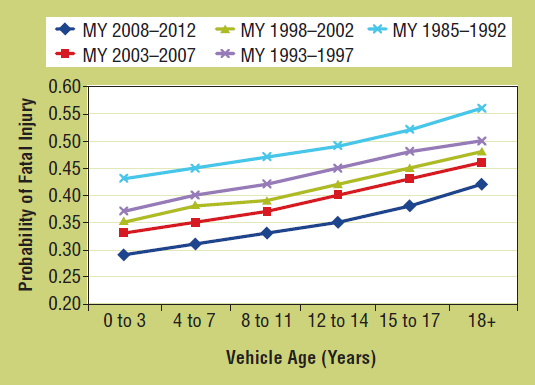 MY 2008–2012 MY 1998–2002 MY 1985–1992
MY 2003–2007 MY 1993–1997
Probability of Fatal Injury
0.60
0.55
0.50
0.45
0.40
0.35
0.30
0.25
0.20
0 to 3 4 to 7 8 to 11 12 to 14 15 to 17 18+
Vehicle Age (Years)